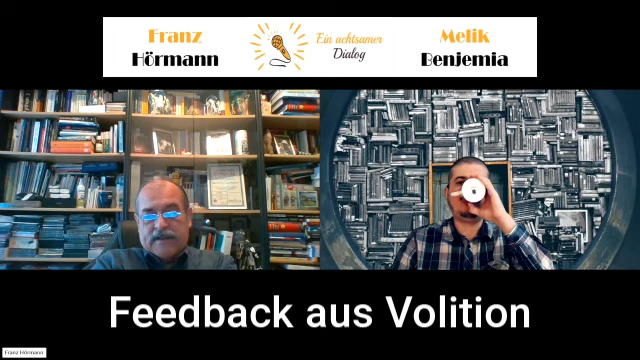 Franz
Hörmann
Ein achtsamer
Dialog
Melik
Benjemia
Feedback aus Volition
Franz Hörmann